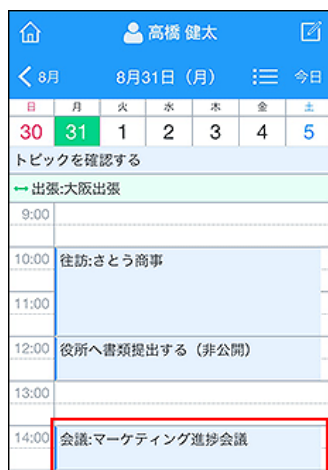 高橋 健太
8月
8月31日（月）
今日
日 月 火 水 木 金 土
30 31 1 2 3 4 5
トピックを確認する
出張:大阪出張
9:00
10:00 往訪:さとう商事
11:00
12:00 役所へ書類提出する（非公開）
13:00
14:00 会議:マーケティング進捗会議